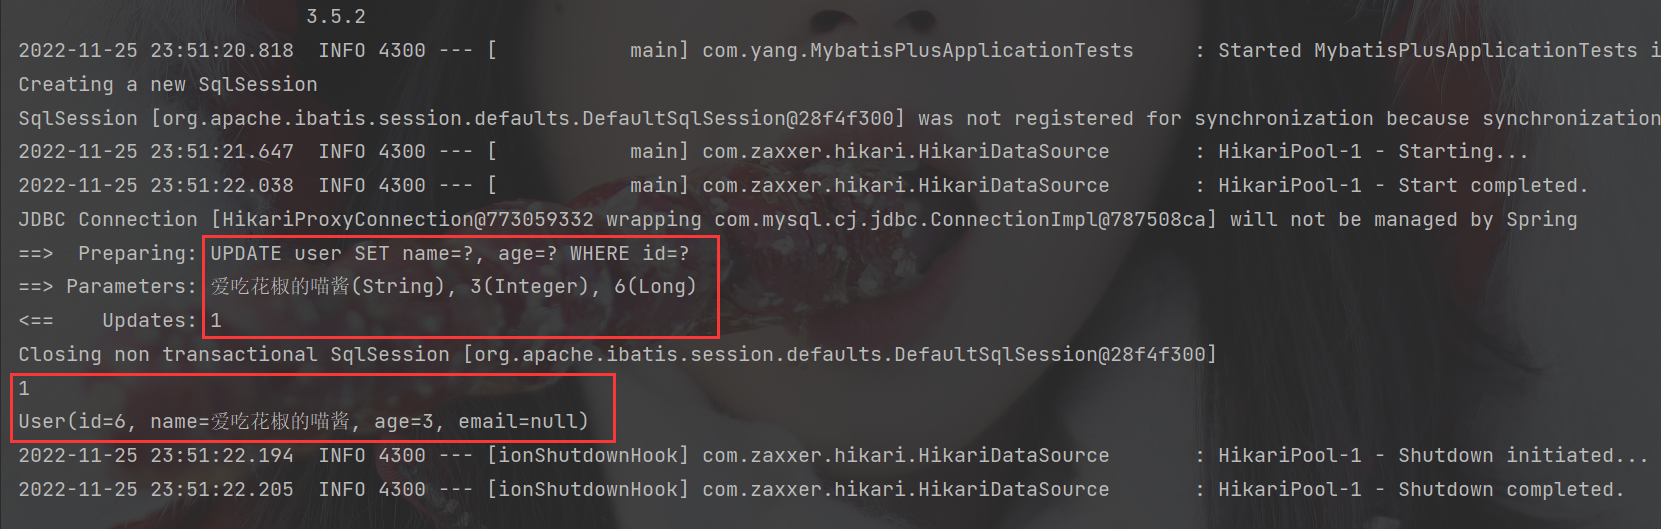 3.5.2
2022-11-25 23:51:20.818  INFO 4300 --- [           main] com.yang.MybatisPlusApplicationTests     : Started MybatisPlusApplicationTests i
Creating a new SqlSession
SqlSession [org.apache.ibatis.session.defaults.DefaultSqlSession@28f4f300] was not registered for synchronization because synchronization
2022-11-25 23:51:21.647  INFO 4300 --- [           main] com.zaxxer.hikari.HikariDataSource       : HikariPool-1 - Starting...
2022-11-25 23:51:22.038  INFO 4300 --- [           main] com.zaxxer.hikari.HikariDataSource       : HikariPool-1 - Start completed.
JDBC Connection [HikariProxyConnection@773059332 wrapping com.mysql.cj.jdbc.ConnectionImpl@787508ca] will not be managed by Spring
==>  Preparing: UPDATE user SET name=?, age=? WHERE id=?
==> Parameters: 爱吃花椒的喵酱(String), 3(Integer), 6(Long)
<==    Updates: 1
Closing non transactional SqlSession [org.apache.ibatis.session.defaults.DefaultSqlSession@28f4f300]
1
User(id=6, name=爱吃花椒的喵酱, age=3, email=null)
2022-11-25 23:51:22.194  INFO 4300 --- [ionShutdownHook] com.zaxxer.hikari.HikariDataSource       : HikariPool-1 - Shutdown initiated...
2022-11-25 23:51:22.205  INFO 4300 --- [ionShutdownHook] com.zaxxer.hikari.HikariDataSource       : HikariPool-1 - Shutdown completed.